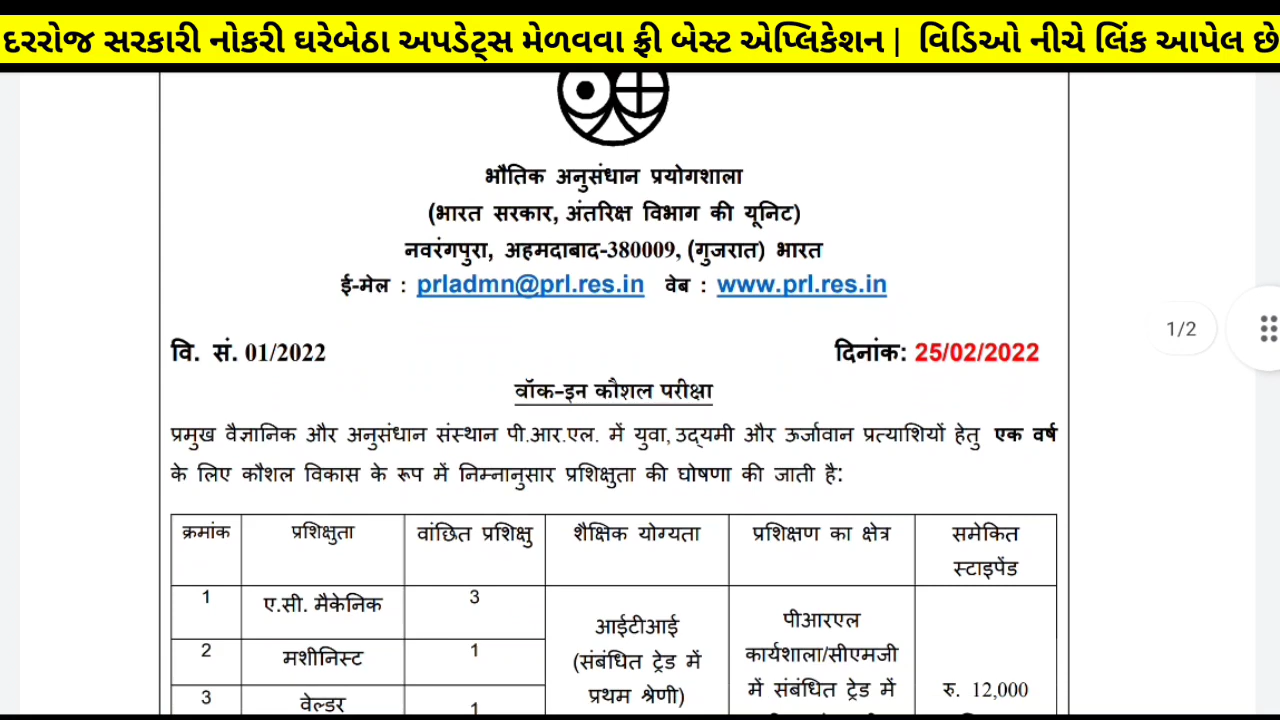 દરરોજ સરકારી નોકરી ઘરેબેઠા અપડેટ્સ મેળવવા ફ્રી બેસ્ટ એપ્લિકેશન | વિડિઓ નીચે લિંક આપેલ છે
भौतिक अनुसंधान प्रयोगशाला
(भारत सरकार, अंतरिक्ष विभाग की यूनिट)
नवरंगपुरा, अहमदाबाद-380009, (गुजरात) भारत
ई-मेल : prladmn@prl.res.in वेब : www.prl.res.in
1/2
वि. सं. 01/2022 दिनांक: 25/02/2022
वॉक-इन कौशल परीक्षा
प्रमुख वैज्ञानिक और अनुसंधान संस्थान पी.आर.एल. में युवा, उद्यमी और ऊर्जावान प्रत्याशियों हेतु एक वर्ष
के लिए कौशल विकास के रूप में निम्नानुसार प्रशिक्षुता की घोषणा की जाती है:
क्रमांक प्रशिक्षुता वांछित प्रशिक्षु शैक्षिक योग्यता प्रशिक्षण का क्षेत्र समेकित
स्टाइपेंड
1 ए.सी. मैकेनिक 3
2 मशीनिस्ट 1
3 वेल्डर 1
आईटीआई
(संबंधित ट्रेड में
प्रथम श्रेणी)
पीआरएल
कार्यशाला/सीएमजी
में संबंधित ट्रेड में
रु. 12,000